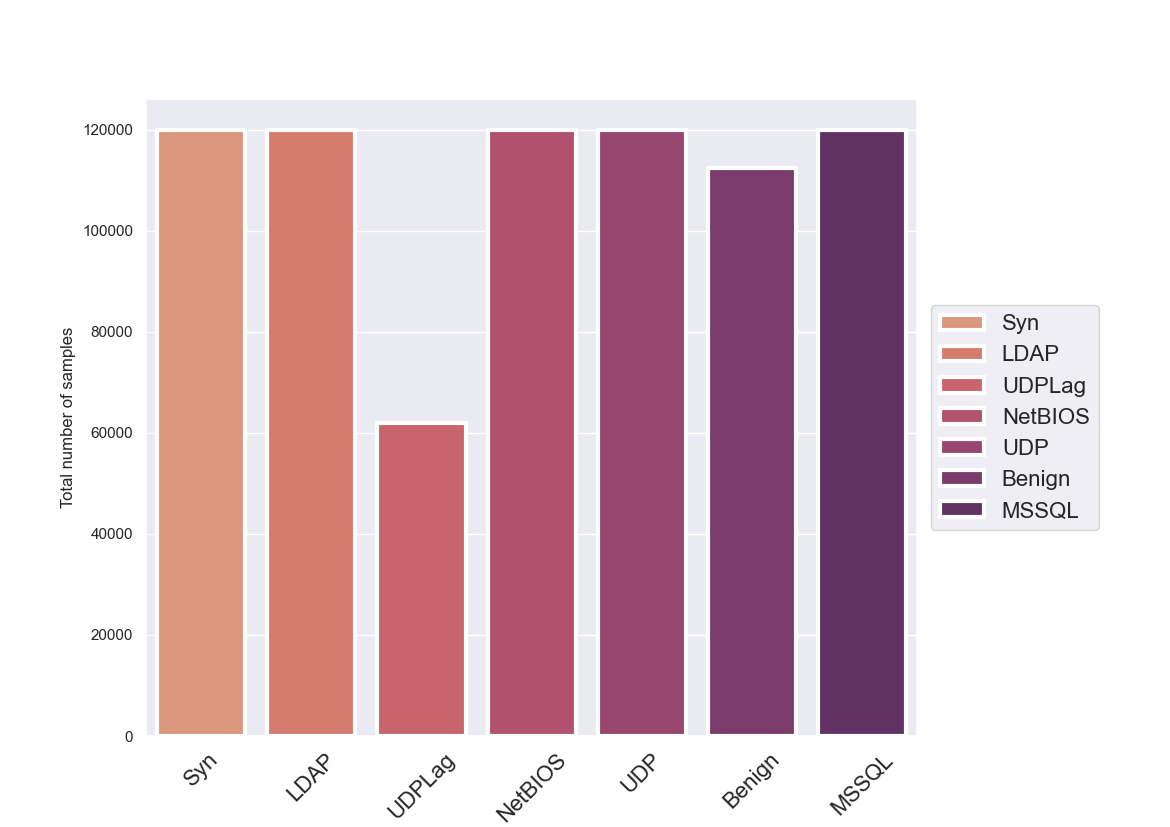 Total number of samples
120000
100000
80000
60000
40000
20000
0
Syn
LDAP
UDPLag
NetBIOS
UDP
Benign
MSSQL
Syn
LDAP
UDPLag
NetBIOS
UDP
Benign
MSSQL